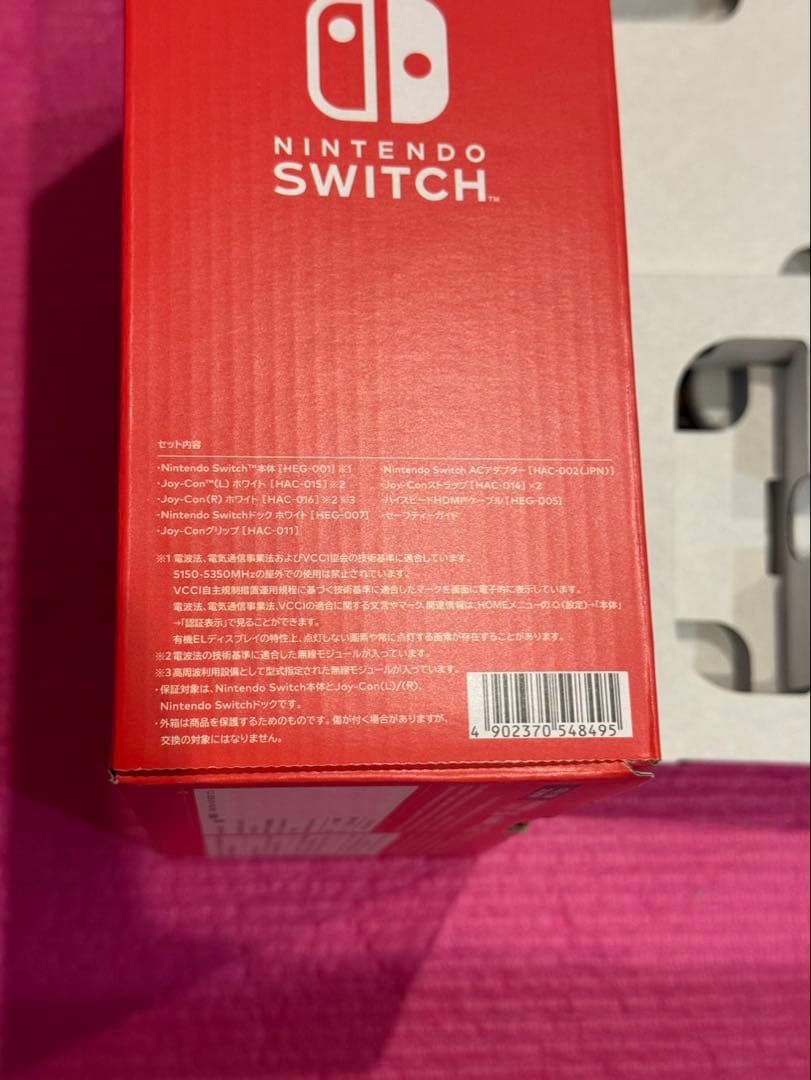 NINTENDO
SWITCH™
セット内容
・Nintendo Switch™本体 [HEG-001] ※1
・Joy-Con™(L) ホワイト [HAC-015] ※2
・Joy-Con(R) ホワイト [HAC-016] ※2 ※3
・Nintendo Switchドック ホワイト [HEG-007]
・Joy-Conグリップ [HAC-011]
・Nintendo Switch ACアダプター [HAC-002(JPN)]
・Joy-Conストラップ [HAC-014] ×2
・ハイスピードHDMI®ケーブル [HEG-005]
・セーフティーガイド
※1 電波法、電気通信事業法およびVCCI協会の技術基準に適合しています。
5150-5350MHzの屋外での使用は禁止されています。
VCCI自主規制措置運用規程に基づく技術基準に適合したマークを画面に電子的に表示しています。
電波法、電気通信事業法、VCCIの適合に関する文言やマーク、関連情報は、HOMEメニューの (設定)→「本体」
→「認証表示」で見ることができます。
有機ELディスプレイの特性上、点灯しない画素や常に点灯する画素が存在することがあります。
※2 電波法の技術基準に適合した無線モジュールが入っています。
※3 高周波利用設備として型式指定された無線モジュールが入っています。
・保証対象は、Nintendo Switch本体とJoy-Con(L)/(R)、
Nintendo Switchドックです。
・外箱は商品を保護するためのものです。傷が付く場合がありますが、
交換の対象にはなりません。
4 902370 548495